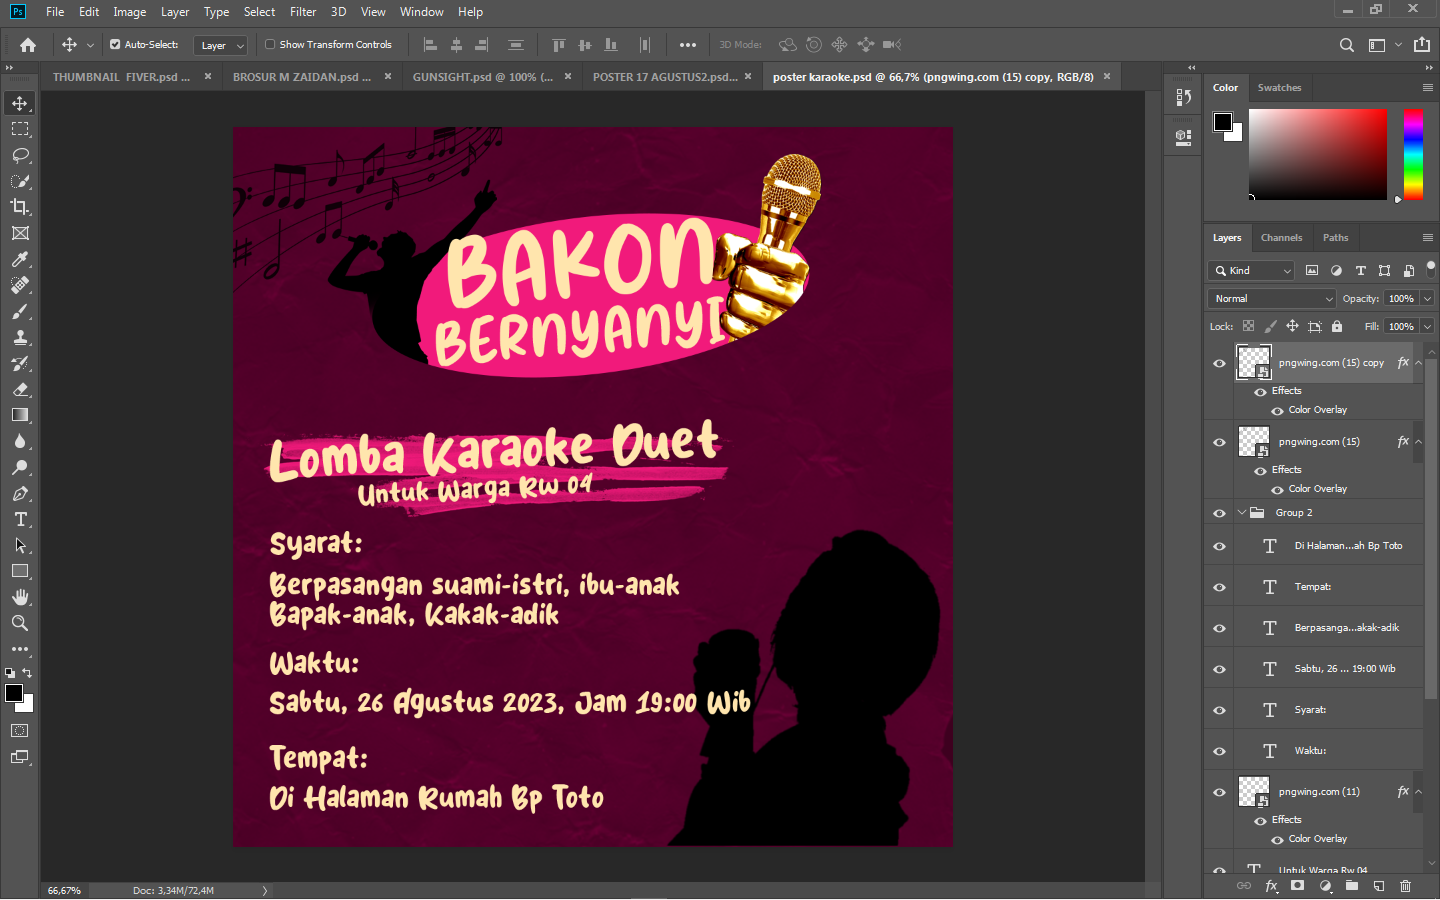 Ps File Edit Image Layer Type Select Filter 3D View Window Help
Auto-Select: Layer Show Transform Controls 3D Mode:
THUMBNAIL FIVER.psd ... × BROSUR M ZAIDAN.psd ... × GUNSIGHT.psd @ 100% (... × POSTER 17 AGUSTUS2.psd... × poster karaoke.psd @ 66,7% (pngwing.com (15) copy, RGB/8) ×
BAKON
BERNYANYI
Lomba Karaoke Duet
Untuk Warga Rw 04
Syarat:
Berpasangan suami-istri, ibu-anak
Bapak-anak, Kakak-adik
Waktu:
Sabtu, 26 Agustus 2023, Jam 19:00 Wib
Tempat:
Di Halaman Rumah Bp Toto
66,67% Doc: 3,34M/72,4M
Color Swatches
Layers Channels Paths
Kind
Normal Opacity: 100%
Lock: Fill: 100%
pngwing.com (15) copy fx
Effects
Color Overlay
pngwing.com (15) fx
Effects
Color Overlay
Group 2
T Di Halaman...ah Bp Toto
T Tempat:
T Berpasanga...akak-adik
T Sabtu, 26 ... 19:00 Wib
T Syarat:
T Waktu:
pngwing.com (11) fx
Effects
Color Overlay
T Untuk Warga Rw 04
fx